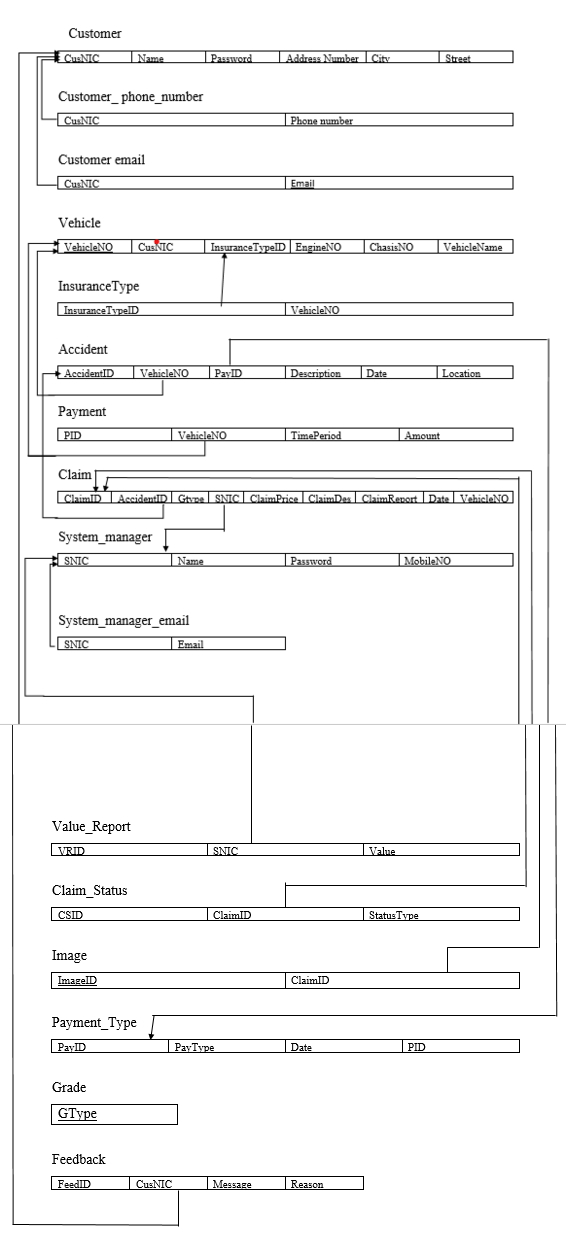 Customer
CusNIC Name Password Address Number City Street
Customer_ phone_number
CusNIC Phone number
Customer email
CusNIC Email
Vehicle
VehicleNO CusNIC InsuranceTypeID EngineNO ChasisNO VehicleName
InsuranceType
InsuranceTypeID VehicleNO
Accident
AccidentID VehicleNO PayID Description Date Location
Payment
PID VehicleNO TimePeriod Amount
Claim
ClaimID AccidentID Gtype SNIC ClaimPrice ClaimDes ClaimReport Date VehicleNO
System_manager
SNIC Name Password MobileNO
System_manager_email
SNIC Email
Value_Report
VRID SNIC Value
Claim_Status
CSID ClaimID StatusType
Image
ImageID ClaimID
Payment_Type
PayID PayType Date PID
Grade
GType
Feedback
FeedID CusNIC Message Reason